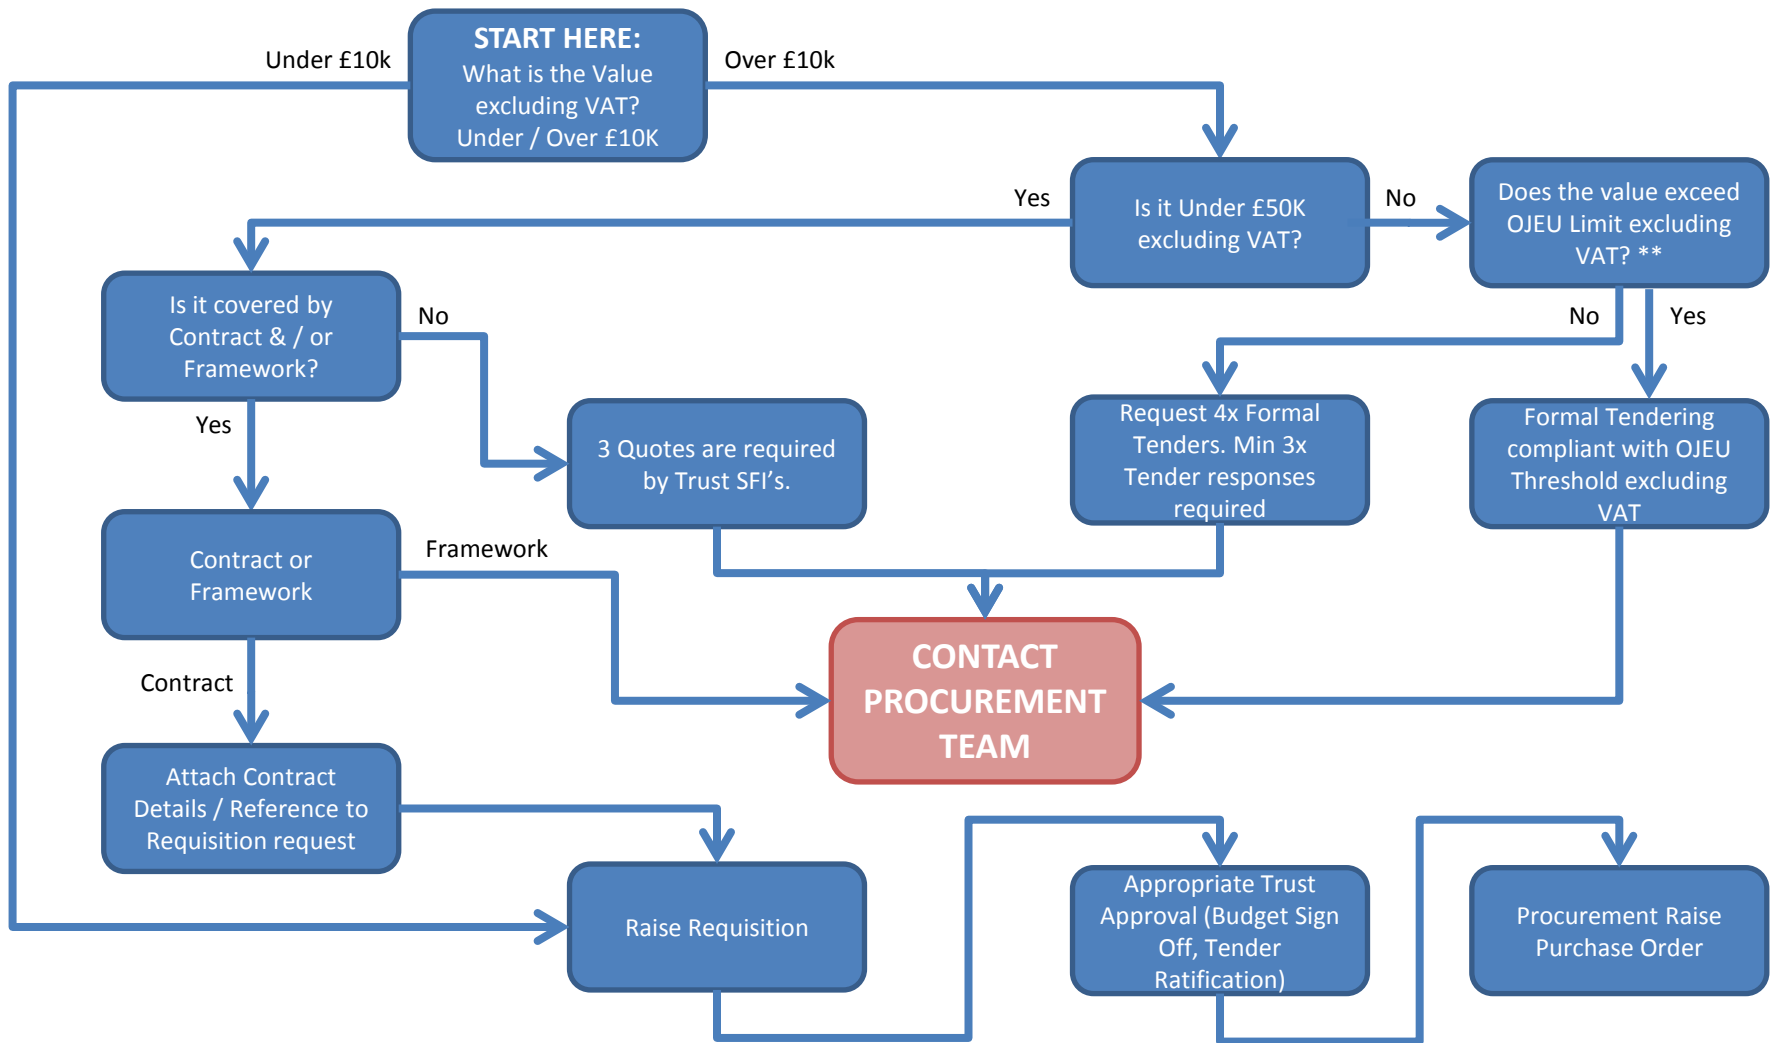 START HERE:
What is the Value
excluding VAT?
Under / Over £10K
Under £10k
Over £10k
Is it Under £50K
excluding VAT?
Yes
No
Does the value exceed
OJEU Limit excluding
VAT? **
No
Yes
Is it covered by
Contract & / or
Framework?
No
Yes
3 Quotes are required
by Trust SFI’s.
Request 4x Formal
Tenders. Min 3x
Tender responses
required
Formal Tendering
compliant with OJEU
Threshold excluding
VAT
Contract or
Framework
Framework
Contract
CONTACT
PROCUREMENT
TEAM
Attach Contract
Details / Reference to
Requisition request
Raise Requisition
Appropriate Trust
Approval (Budget Sign
Off, Tender
Ratification)
Procurement Raise
Purchase Order